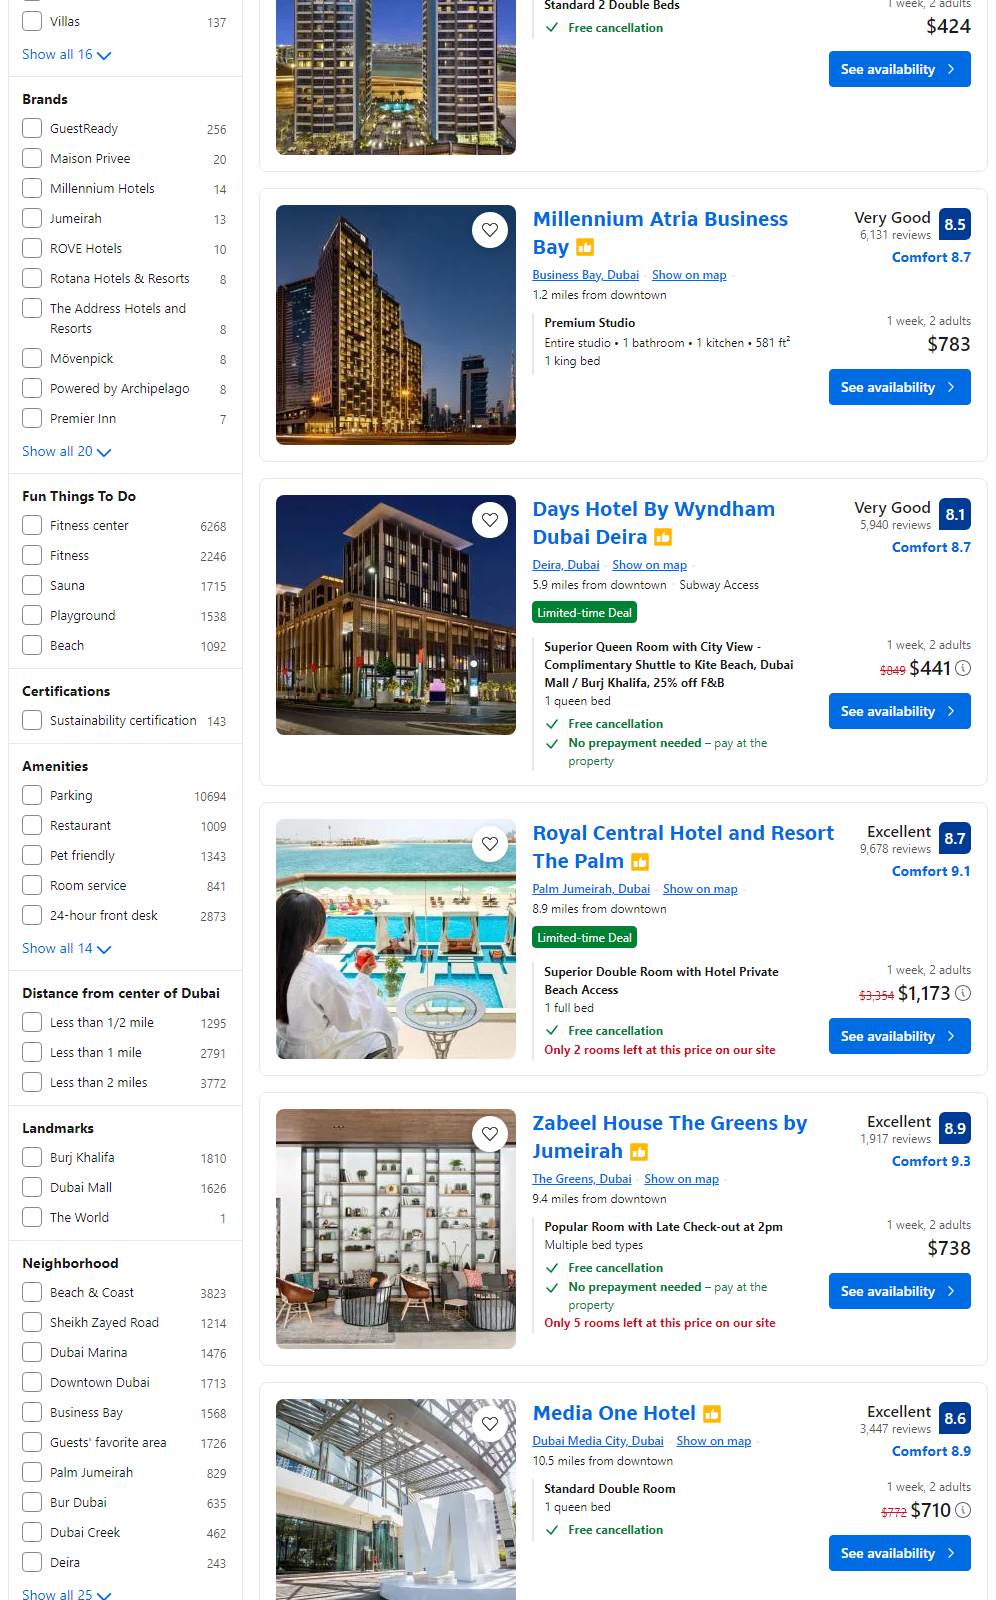 Villas 137
Show all 16
Brands
GuestReady 256
Maison Privee 20
Millennium Hotels 14
Jumeirah 13
ROVE Hotels 10
Rotana Hotels & Resorts 8
The Address Hotels and
Resorts 8
Mövenpick 8
Powered by Archipelago 8
Premier Inn 7
Show all 20
Fun Things To Do
Fitness center 6268
Fitness 2246
Sauna 1715
Playground 1538
Beach 1092
Certifications
Sustainability certification 143
Amenities
Parking 10694
Restaurant 1009
Pet friendly 1343
Room service 841
24-hour front desk 2873
Show all 14
Distance from center of Dubai
Less than 1/2 mile 1295
Less than 1 mile 2791
Less than 2 miles 3772
Landmarks
Burj Khalifa 1810
Dubai Mall 1626
The World 1
Neighborhood
Beach & Coast 3823
Sheikh Zayed Road 1214
Dubai Marina 1476
Downtown Dubai 1713
Business Bay 1568
Guests' favorite area 1726
Palm Jumeirah 829
Bur Dubai 635
Dubai Creek 462
Deira 243
Show all 25
Standard 2 Double Beds
Free cancellation
1 week, 2 adults
$424
See availability
Millennium Atria Business
Bay
Business Bay, Dubai · Show on map ·
1.2 miles from downtown
Premium Studio
Entire studio • 1 bathroom • 1 kitchen • 581 ft²
1 king bed
Very Good 8.5
6,131 reviews
Comfort 8.7
1 week, 2 adults
$783
See availability
Days Hotel By Wyndham
Dubai Deira
Deira, Dubai · Show on map ·
5.9 miles from downtown · Subway Access
Limited-time Deal
Superior Queen Room with City View -
Complimentary Shuttle to Kite Beach, Dubai
Mall / Burj Khalifa, 25% off F&B
1 queen bed
Free cancellation
No prepayment needed – pay at the
property
Very Good 8.1
5,940 reviews
Comfort 8.7
1 week, 2 adults
$849 $441
See availability
Royal Central Hotel and Resort
The Palm
Palm Jumeirah, Dubai · Show on map ·
8.9 miles from downtown
Limited-time Deal
Superior Double Room with Hotel Private
Beach Access
1 full bed
Free cancellation
Only 2 rooms left at this price on our site
Excellent 8.7
9,678 reviews
Comfort 9.1
1 week, 2 adults
$3,354 $1,173
See availability
Zabeel House The Greens by
Jumeirah
The Greens, Dubai · Show on map ·
9.4 miles from downtown
Popular Room with Late Check-out at 2pm
Multiple bed types
Free cancellation
No prepayment needed – pay at the
property
Only 5 rooms left at this price on our site
Excellent 8.9
1,917 reviews
Comfort 9.3
1 week, 2 adults
$738
See availability
Media One Hotel
Dubai Media City, Dubai · Show on map ·
10.5 miles from downtown
Standard Double Room
1 queen bed
Free cancellation
Excellent 8.6
3,447 reviews
Comfort 8.9
1 week, 2 adults
$772 $710
See availability